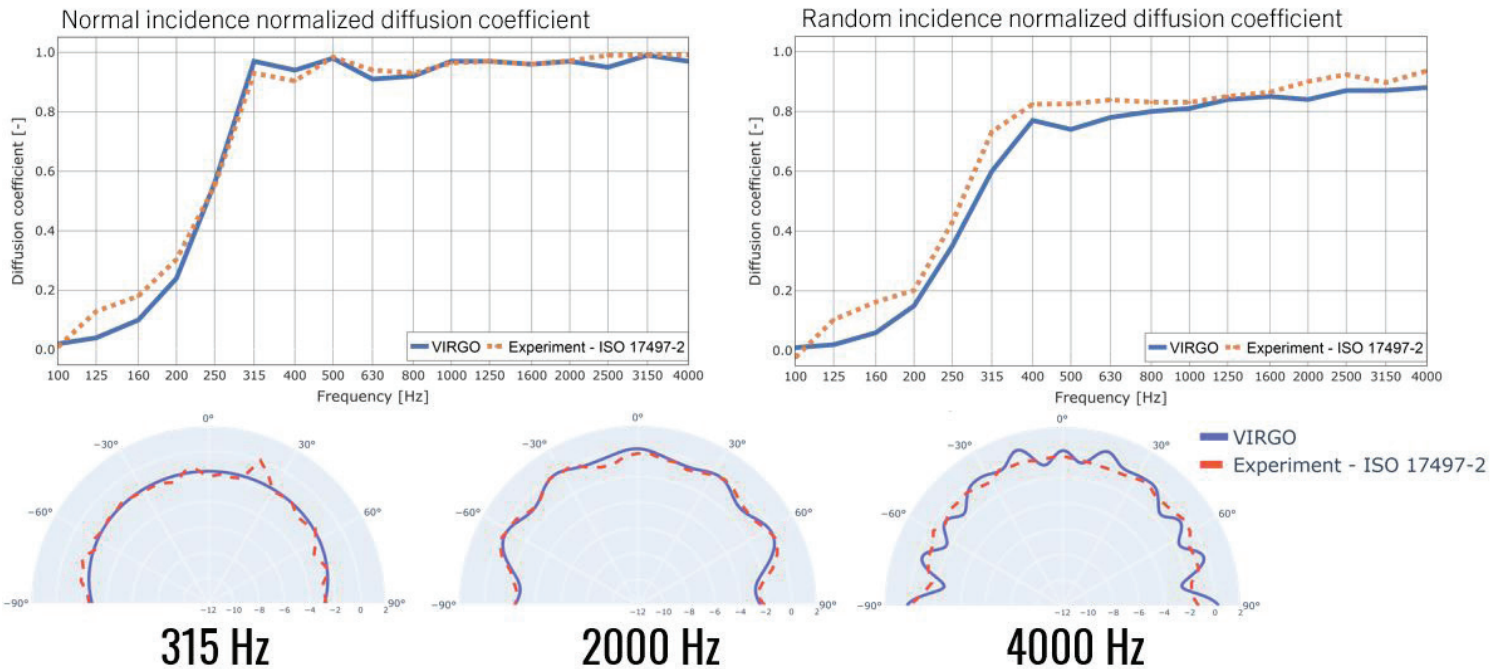 Normal incidence normalized diffusion coefficient
Diffusion coefficient [-]
1.0
0.8
0.6
0.4
0.2
0.0
VIRGO Experiment - ISO 17497-2
100 125 160 200 250 315 400 500 630 800 1000 1250 1600 2000 2500 3150 4000
Frequency [Hz]
Random incidence normalized diffusion coefficient
Diffusion coefficient [-]
1.0
0.8
0.6
0.4
0.2
0.0
VIRGO Experiment - ISO 17497-2
100 125 160 200 250 315 400 500 630 800 1000 1250 1600 2000 2500 3150 4000
Frequency [Hz]
0°
−30° 30°
−60° 60°
−90° 90°
−12 −10 −8 −6 −4 −2 0 2
315 Hz
0°
−30° 30°
−60° 60°
−90° 90°
−12 −10 −8 −6 −4 −2 0 2
2000 Hz
0°
−30° 30°
−60° 60°
−90° 90°
−12 −10 −8 −6 −4 −2 0 2
4000 Hz
VIRGO
Experiment - ISO 17497-2